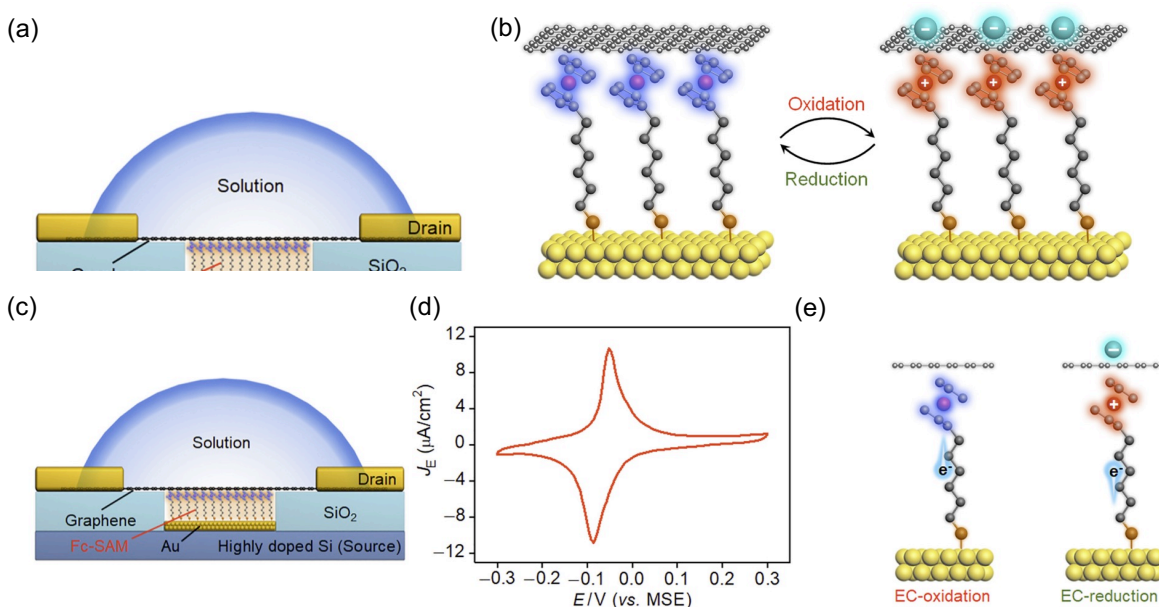 (a)
Solution
Drain
SiO₂
(b)
Oxidation
Reduction
(c)
Solution
Drain
Graphene
SiO₂
Fc-SAM
Au
Highly doped Si (Source)
(d)
12
8
4
0
−4
−8
−12
J_E (μA/cm²)
−0.3 −0.2 −0.1 0.0 0.1 0.2 0.3
E/V (vs. MSE)
(e)
e⁻
e⁻
EC-oxidation
EC-reduction